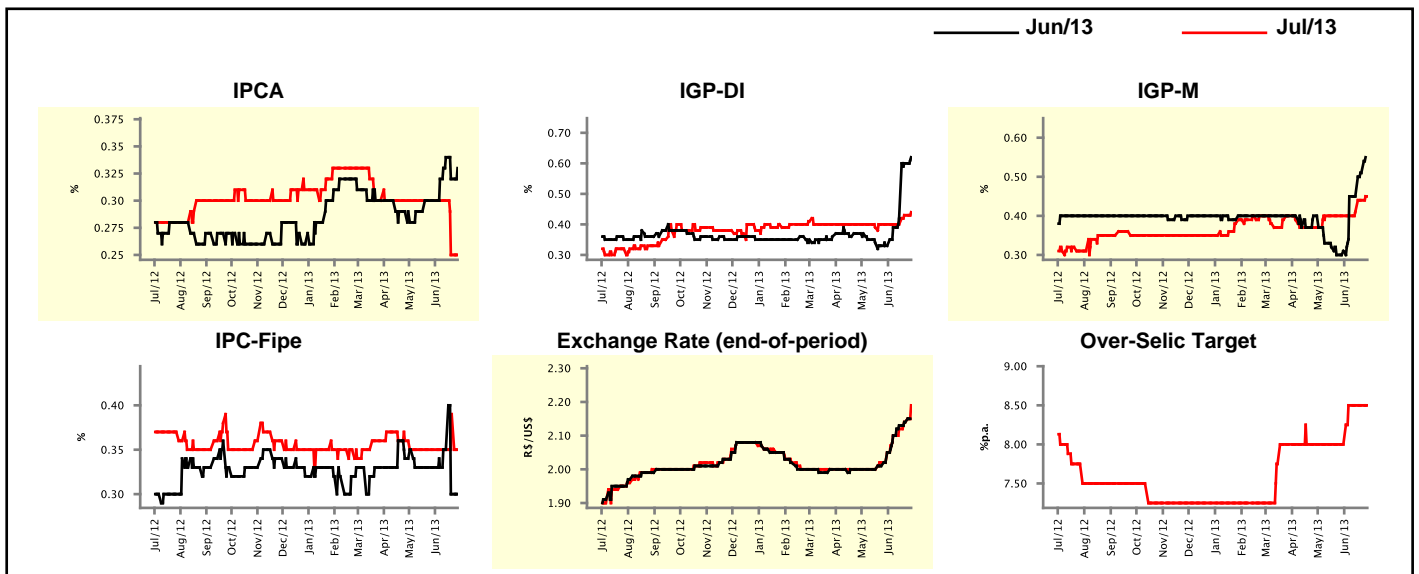 Jun/13 Jul/13
IPCA
0.375
0.35
0.325
0.30
0.275
0.25
%
Jul/12 Aug/12 Sep/12 Oct/12 Nov/12 Dec/12 Jan/13 Feb/13 Mar/13 Apr/13 May/13 Jun/13
IGP-DI
0.70
0.60
0.50
0.40
0.30
%
Jul/12 Aug/12 Sep/12 Oct/12 Nov/12 Dec/12 Jan/13 Feb/13 Mar/13 Apr/13 May/13 Jun/13
IGP-M
0.60
0.50
0.40
0.30
%
Jul/12 Aug/12 Sep/12 Oct/12 Nov/12 Dec/12 Jan/13 Feb/13 Mar/13 Apr/13 May/13 Jun/13
IPC-Fipe
0.40
0.35
0.30
%
Jul/12 Aug/12 Sep/12 Oct/12 Nov/12 Dec/12 Jan/13 Feb/13 Mar/13 Apr/13 May/13 Jun/13
Exchange Rate (end-of-period)
2.30
2.20
2.10
2.00
1.90
R$/US$
Jul/12 Aug/12 Sep/12 Oct/12 Nov/12 Dec/12 Jan/13 Feb/13 Mar/13 Apr/13 May/13 Jun/13
Over-Selic Target
9.00
8.50
8.00
7.50
%p.a.
Jul/12 Aug/12 Sep/12 Oct/12 Nov/12 Dec/12 Jan/13 Feb/13 Mar/13 Apr/13 May/13 Jun/13